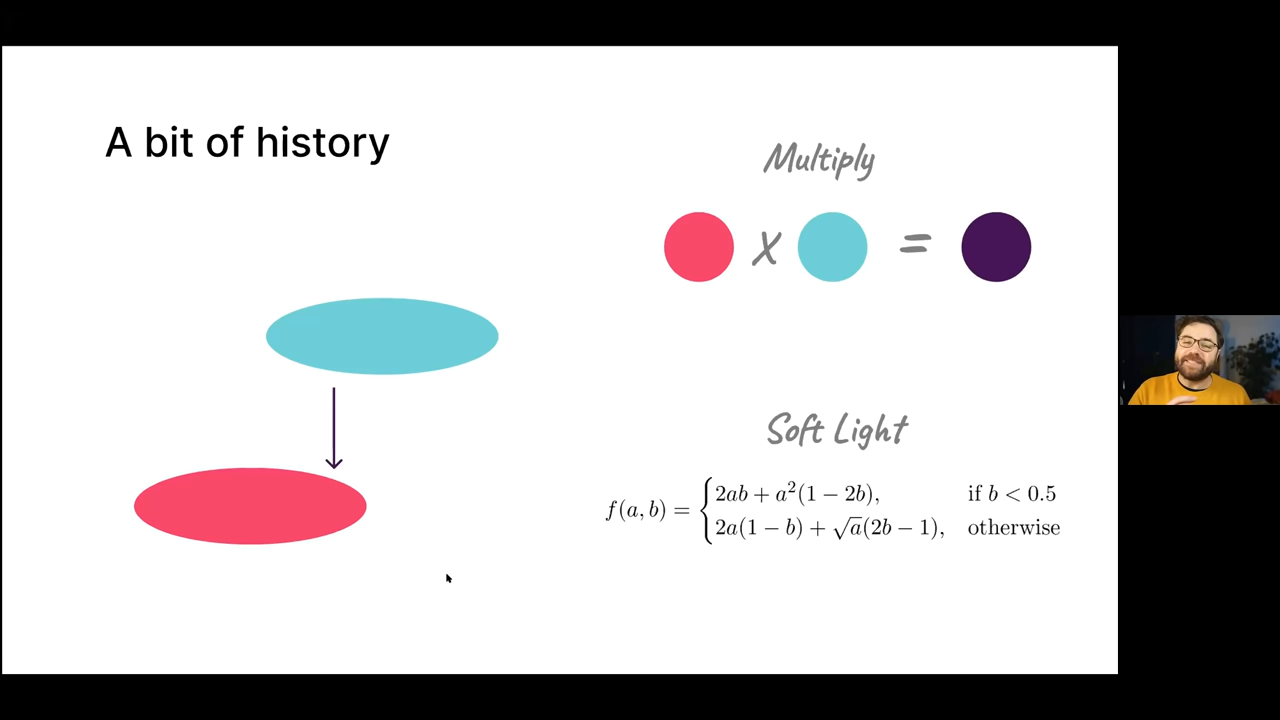 A bit of history
Multiply
x =
Soft Light
f(a, b) = { 2ab + a²(1 − 2b), if b < 0.5
2a(1 − b) + √a(2b − 1), otherwise